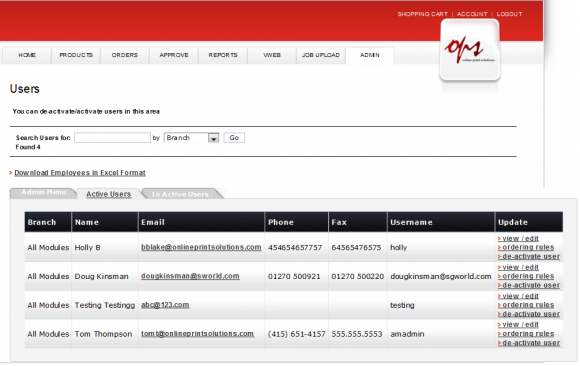 SHOPPING CART | ACCOUNT | LOGOUT
ops
online print solutions
HOME PRODUCTS ORDERS APPROVE REPORTS VWEB JOB UPLOAD ADMIN
Users
You can de-activate/activate users in this area
Search Users for: by Branch Go
Found 4
Download Employees in Excel Format
Admin Menu Active Users In Active Users
Branch Name Email Phone Fax Username Update
All Modules Holly B bblake@onlineprintsolutions.com 454654657757 64565476575 holly
view / edit
ordering rules
de-activate user
All Modules Doug Kinsman dougkinsman@sworld.com 01270 500921 01270 500220 dougkinsman@sgworld.com
view / edit
ordering rules
de-activate user
All Modules Testing Testingg abc@123.com testing
view / edit
ordering rules
de-activate user
All Modules Tom Thompson tomt@onlineprintsolutions.com (415) 651-4157 555.555.5553 amadmin
view / edit
ordering rules
de-activate user